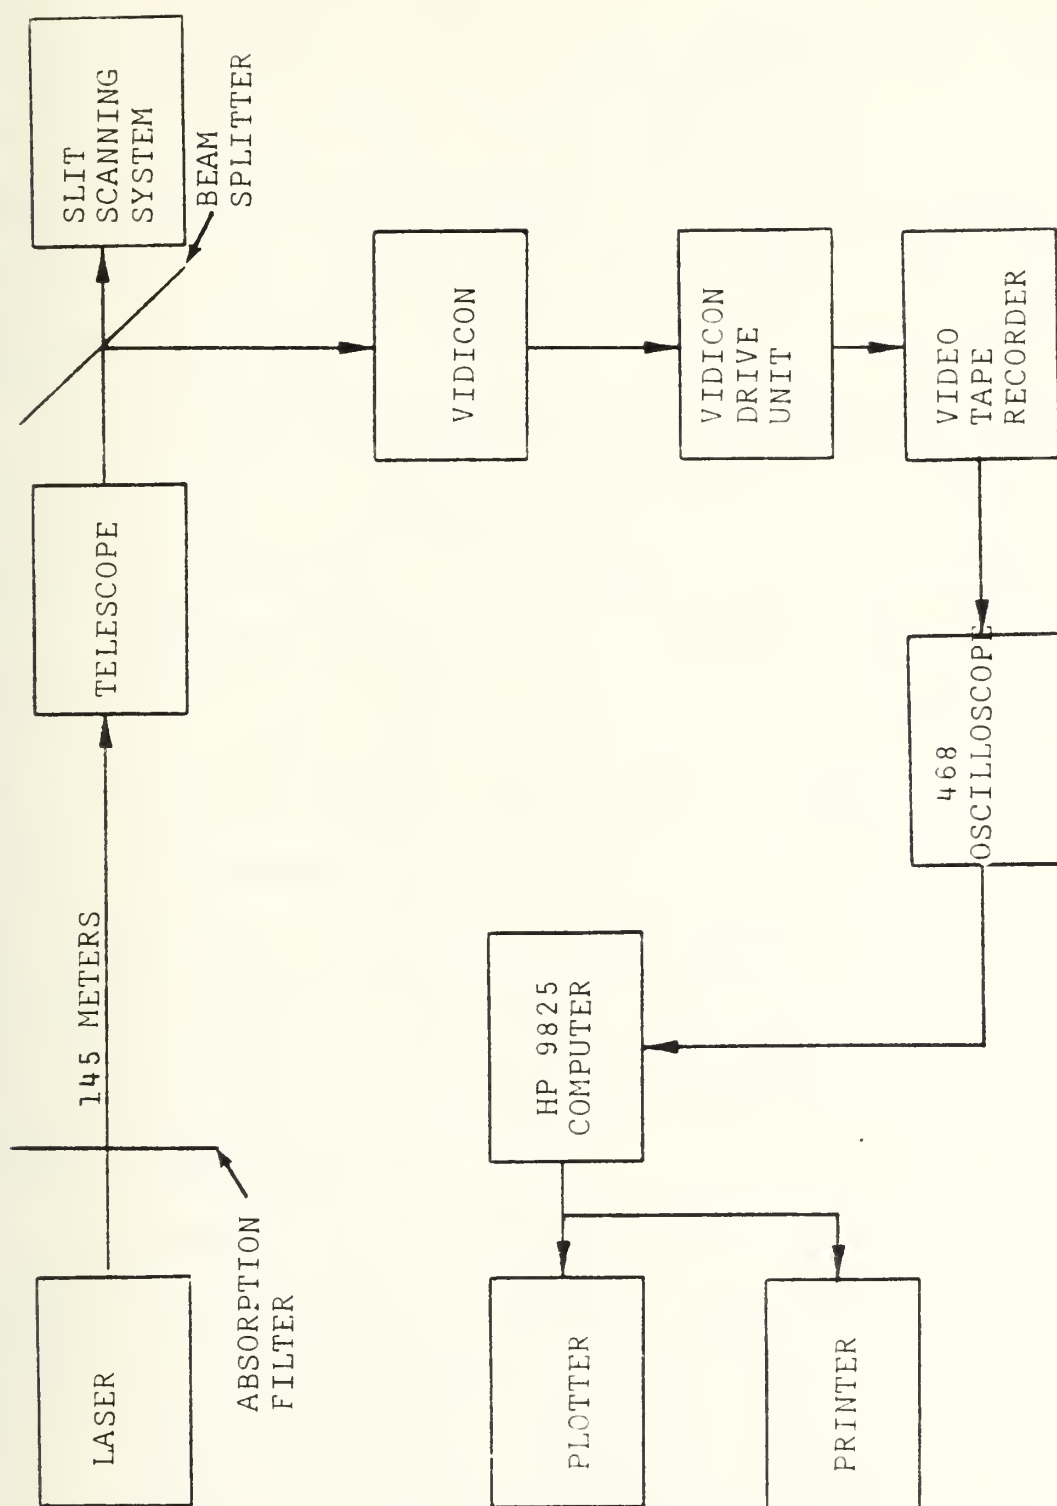 LASER
ABSORPTION
FILTER
145 METERS
TELESCOPE
BEAM
SPLITTER
SLIT
SCANNING
SYSTEM
VIDICON
VIDICON
DRIVE
UNIT
VIDEO
TAPE
RECORDER
468
OSCILLOSCOPE
HP 9825
COMPUTER
PLOTTER
PRINTER